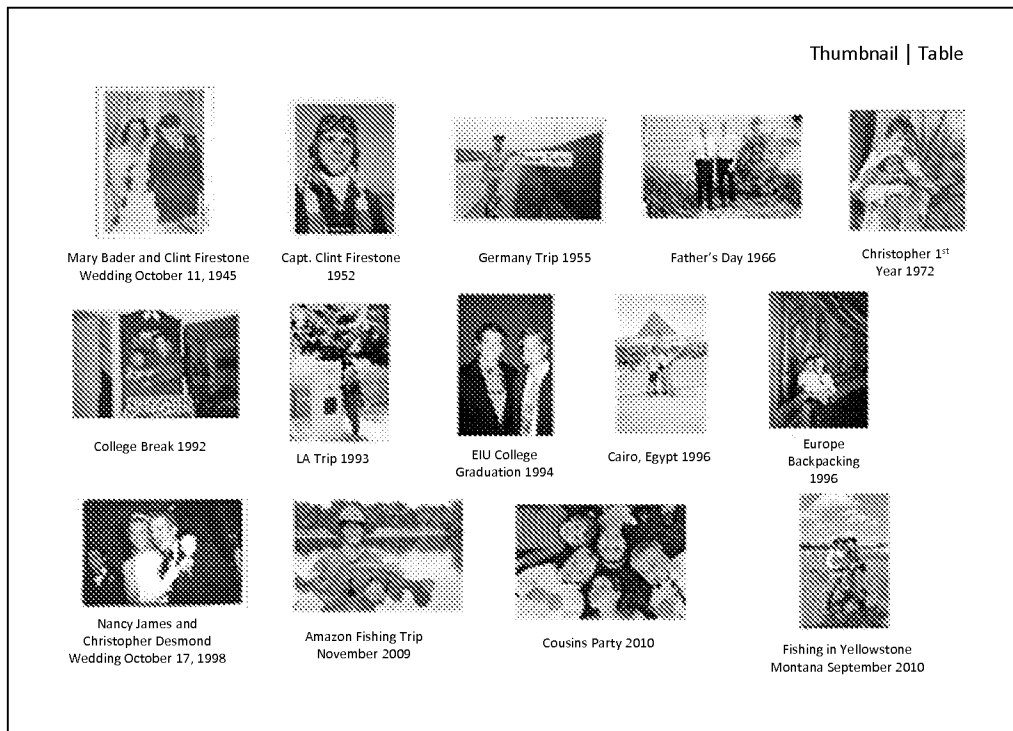 Thumbnail | Table
Mary Bader and Clint Firestone
Wedding October 11, 1945
Capt. Clint Firestone
1952
Germany Trip 1955
Father's Day 1966
Christopher 1st
Year 1972
College Break 1992
LA Trip 1993
EIU College
Graduation 1994
Cairo, Egypt 1996
Europe
Backpacking
1996
Nancy James and
Christopher Desmond
Wedding October 17, 1998
Amazon Fishing Trip
November 2009
Cousins Party 2010
Fishing in Yellowstone
Montana September 2010